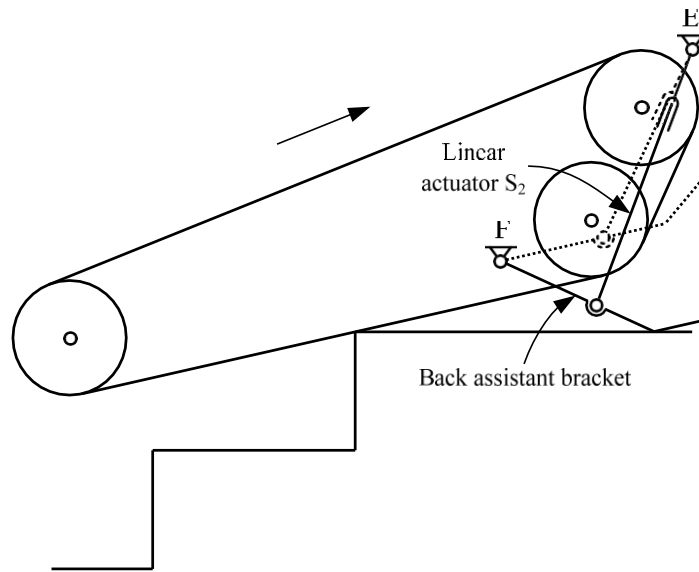 E
Lincar
actuator S₂
F
Back assistant bracket